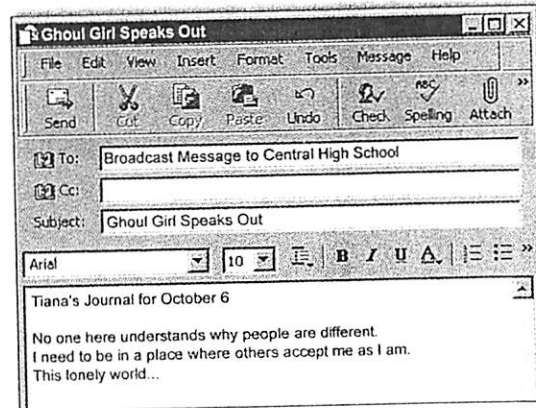 Ghoul Girl Speaks Out
File Edit View Insert Format Tools Message Help
Send Cut Copy Paste Undo Check Spelling Attach
To: Broadcast Message to Central High School
Cc:
Subject: Ghoul Girl Speaks Out
Arial 10 B I U A
Tiana's Journal for October 6
No one here understands why people are different.
I need to be in a place where others accept me as I am.
This lonely world...